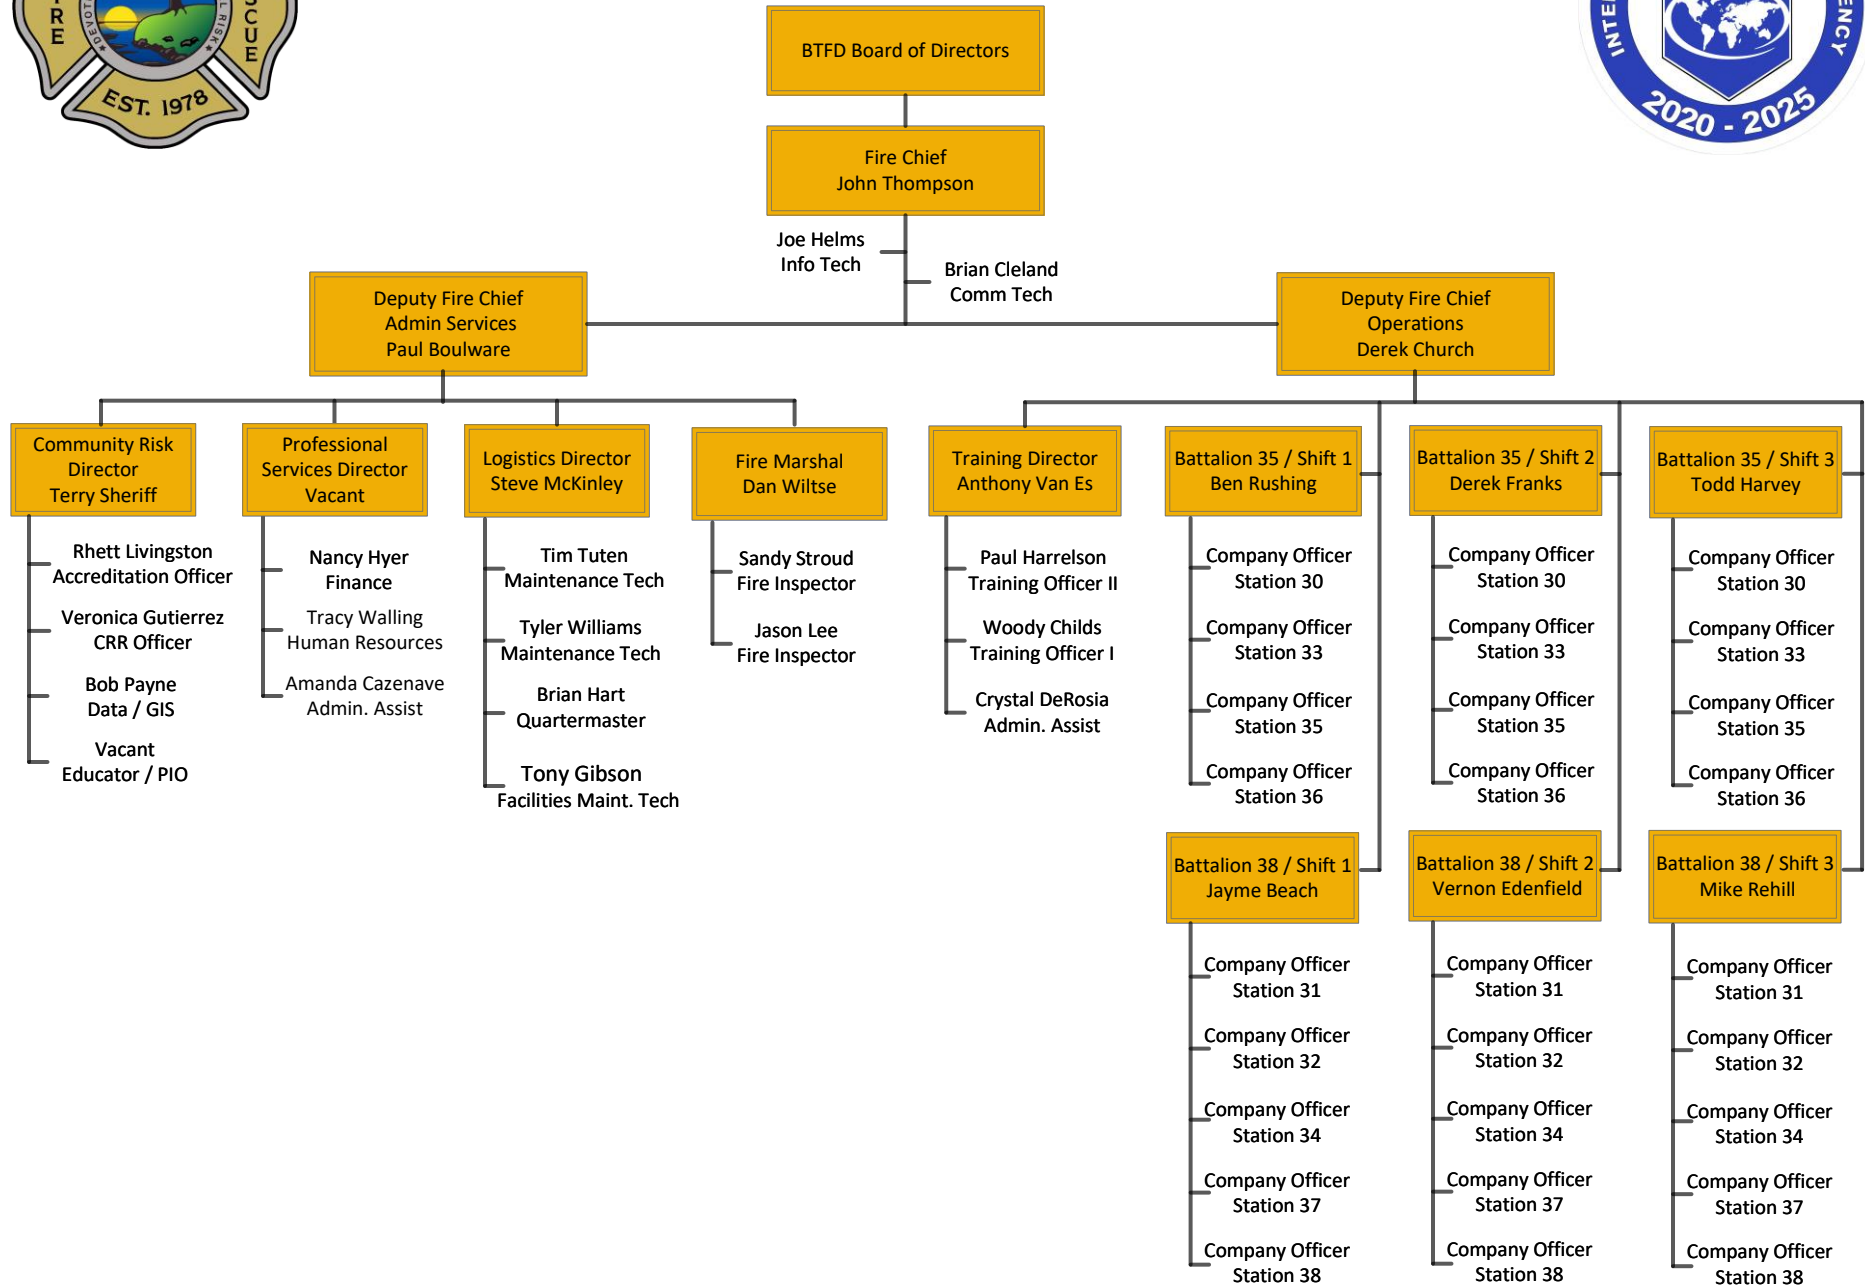 RE
SCUE
EST. 1978
INTE
ENCY
2020 - 2025
BTFD Board of Directors
Fire Chief
John Thompson
Joe Helms
Info Tech
Brian Cleland
Comm Tech
Deputy Fire Chief
Admin Services
Paul Boulware
Deputy Fire Chief
Operations
Derek Church
Community Risk
Director
Terry Sheriff
Rhett Livingston
Accreditation Officer
Veronica Gutierrez
CRR Officer
Bob Payne
Data / GIS
Vacant
Educator / PIO
Professional
Services Director
Vacant
Nancy Hyer
Finance
Tracy Walling
Human Resources
Amanda Cazenave
Admin. Assist
Logistics Director
Steve McKinley
Tim Tuten
Maintenance Tech
Tyler Williams
Maintenance Tech
Brian Hart
Quartermaster
Tony Gibson
Facilities Maint. Tech
Fire Marshal
Dan Wiltse
Sandy Stroud
Fire Inspector
Jason Lee
Fire Inspector
Training Director
Anthony Van Es
Paul Harrelson
Training Officer II
Woody Childs
Training Officer I
Crystal DeRosia
Admin. Assist
Battalion 35 / Shift 1
Ben Rushing
Company Officer
Station 30
Company Officer
Station 33
Company Officer
Station 35
Company Officer
Station 36
Battalion 35 / Shift 2
Derek Franks
Company Officer
Station 30
Company Officer
Station 33
Company Officer
Station 35
Company Officer
Station 36
Battalion 35 / Shift 3
Todd Harvey
Company Officer
Station 30
Company Officer
Station 33
Company Officer
Station 35
Company Officer
Station 36
Battalion 38 / Shift 1
Jayme Beach
Company Officer
Station 31
Company Officer
Station 32
Company Officer
Station 34
Company Officer
Station 37
Company Officer
Station 38
Battalion 38 / Shift 2
Vernon Edenfield
Company Officer
Station 31
Company Officer
Station 32
Company Officer
Station 34
Company Officer
Station 37
Company Officer
Station 38
Battalion 38 / Shift 3
Mike Rehill
Company Officer
Station 31
Company Officer
Station 32
Company Officer
Station 34
Company Officer
Station 37
Company Officer
Station 38